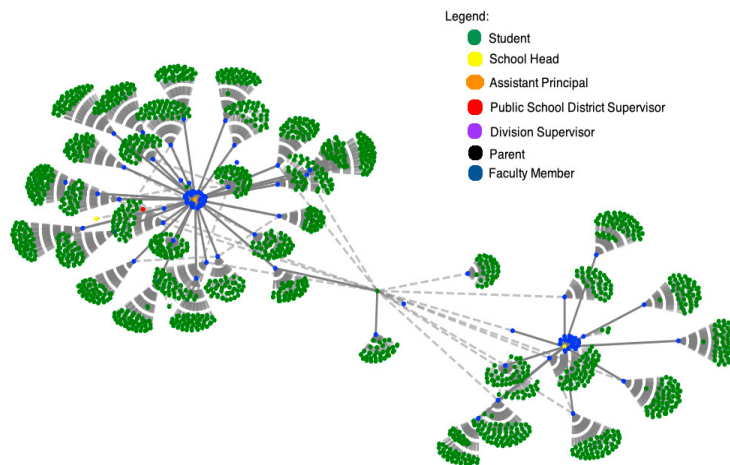 Legend:
Student
School Head
Assistant Principal
Public School District Supervisor
Division Supervisor
Parent
Faculty Member